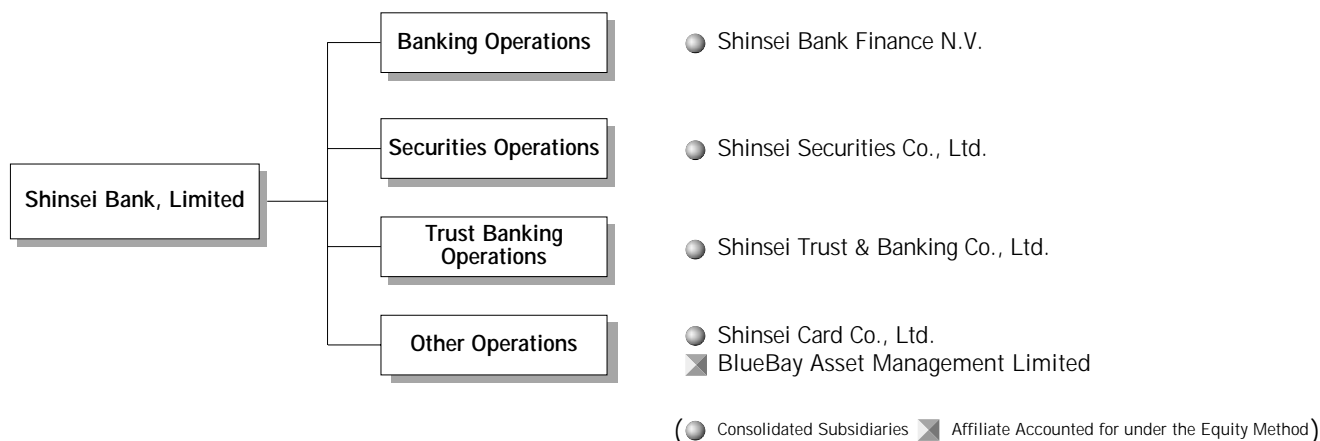 Banking Operations
Shinsei Bank Finance N.V.
Securities Operations
Shinsei Securities Co., Ltd.
Shinsei Bank, Limited
Trust Banking
Operations
Shinsei Trust & Banking Co., Ltd.
Other Operations
Shinsei Card Co., Ltd.
BlueBay Asset Management Limited
( Consolidated Subsidiaries Affiliate Accounted for under the Equity Method)